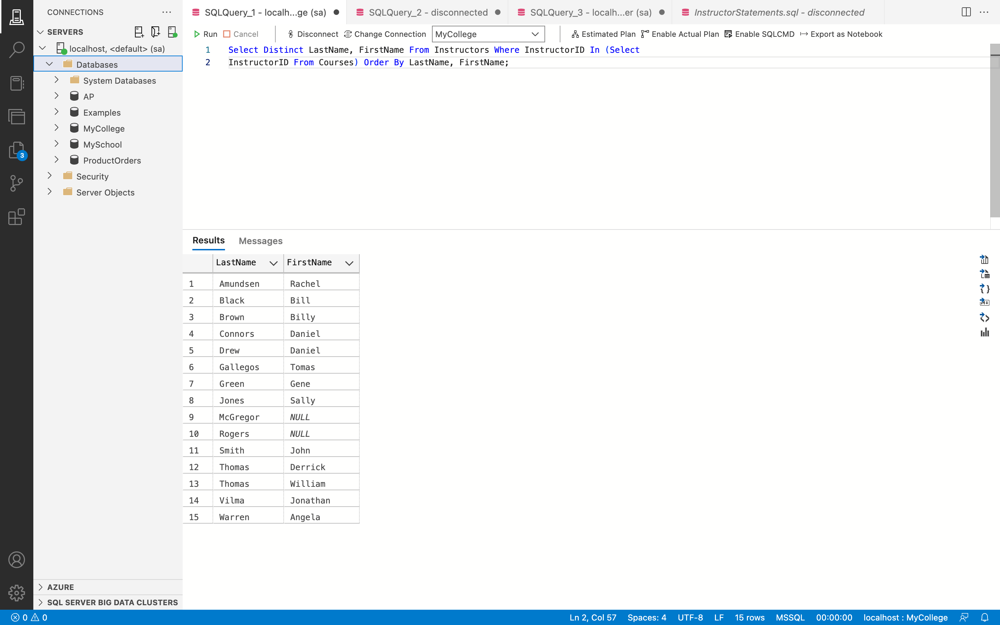 CONNECTIONS
SERVERS
localhost, <default> (sa)
Databases
System Databases
AP
Examples
MyCollege
MySchool
ProductOrders
Security
Server Objects
3
AZURE
SQL SERVER BIG DATA CLUSTERS
SQLQuery_1 - localh...ge (sa) SQLQuery_2 - disconnected SQLQuery_3 - localh...er (sa) InstructorStatements.sql - disconnected
Run Cancel Disconnect Change Connection MyCollege Estimated Plan Enable Actual Plan Enable SQLCMD Export as Notebook
1 Select Distinct LastName, FirstName From Instructors Where InstructorID In (Select
2 InstructorID From Courses) Order By LastName, FirstName;
Results Messages
LastName FirstName
1 Amundsen Rachel
2 Black Bill
3 Brown Billy
4 Connors Daniel
5 Drew Daniel
6 Gallegos Tomas
7 Green Gene
8 Jones Sally
9 McGregor NULL
10 Rogers NULL
11 Smith John
12 Thomas Derrick
13 Thomas William
14 Vilma Jonathan
15 Warren Angela
0 0 Ln 2, Col 57 Spaces: 4 UTF-8 LF 15 rows MSSQL 00:00:00 localhost : MyCollege